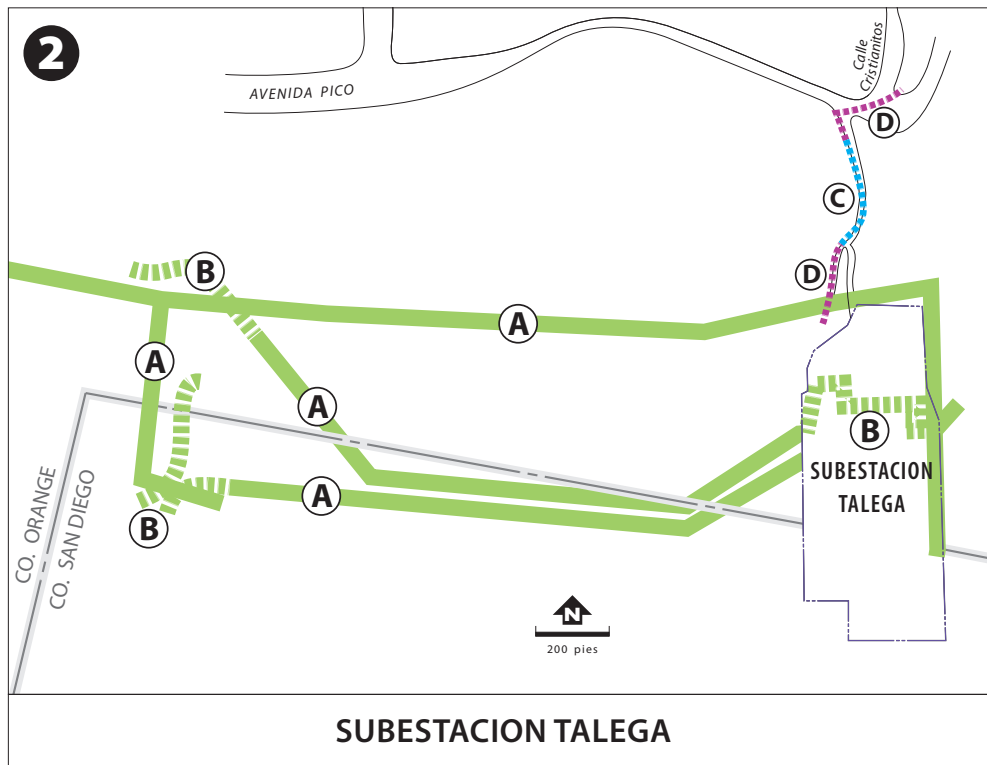 2
AVENIDA PICO
Calle
Cristianitos
D
C
B
D
A
A
A
B
SUBESTACION
TALEGA
A
B
CO. ORANGE
CO. SAN DIEGO
N
200 pies
SUBESTACION TALEGA